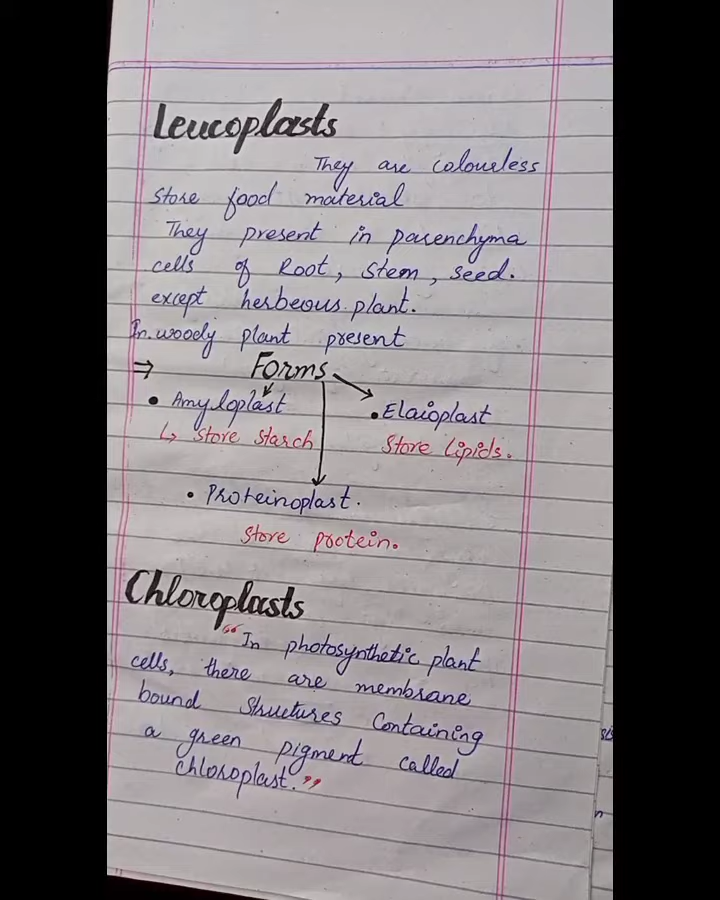 Leucoplasts
They are colourless
store food material
They present in parenchyma
cells of Root, Stem, seed.
except herbeous plant.
In woody plant present
⇒ Forms
• Amyloplast
↳ store starch
• Elaioplast
Store lipids.
• Proteinoplast.
Store protein.
Chloroplasts
“In photosynthetic plant
cells, there are membrane
bound structures containing
a green pigment called
chloroplast.”